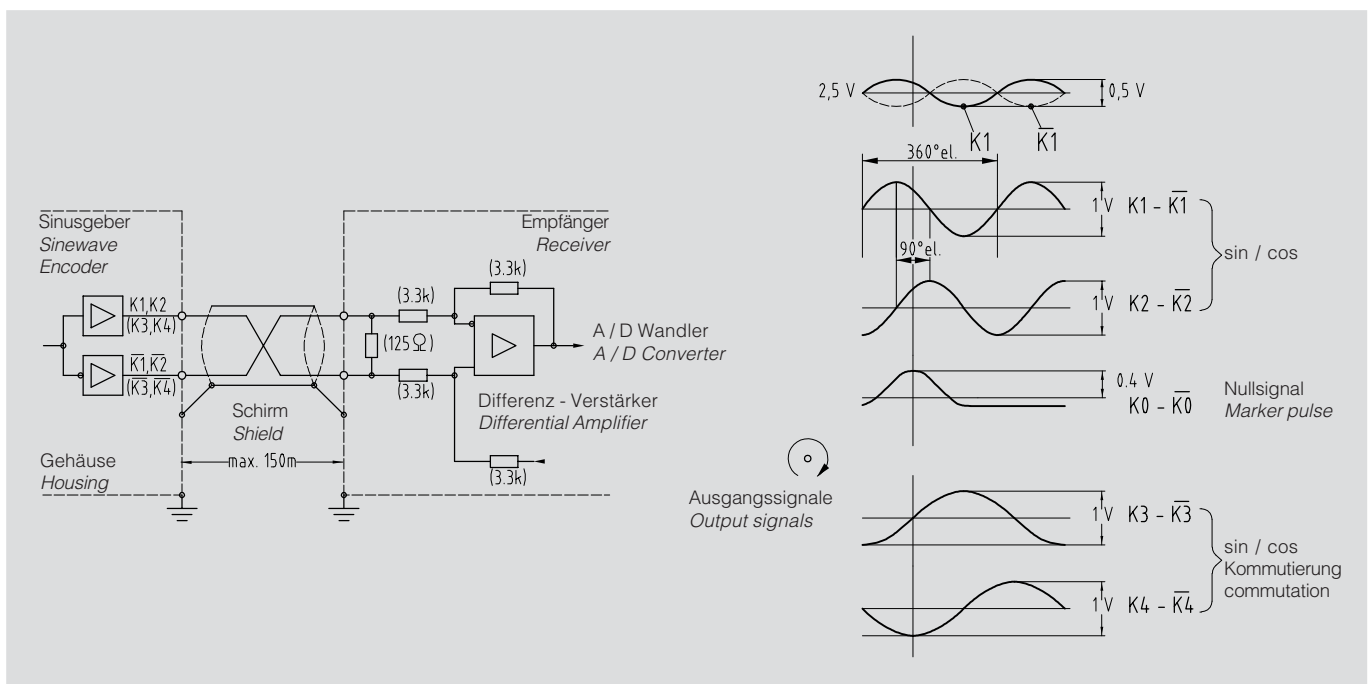 Sinusgeber
Sinewave
Encoder
K1,K2
(K3,K4)
K̅1̅,K̅2̅
(K̅3̅,K̅4̅)
Schirm
Shield
max. 150m
Gehäuse
Housing
Empfänger
Receiver
(3.3k)
(3.3k)
(125 Ω)
(3.3k)
A / D Wandler
A / D Converter
Differenz - Verstärker
Differential Amplifier
(3.3k)
2,5 V
0,5 V
K1
K̅1̅
360°el.
1 V K1 – K̅1̅
90°el.
sin / cos
1 V K2 – K̅2̅
0.4 V
K0 – K̅0̅
Nullsignal
Marker pulse
Ausgangssignale
Output signals
1 V K3 – K̅3̅
sin / cos
Kommutierung
commutation
1 V K4 – K̅4̅